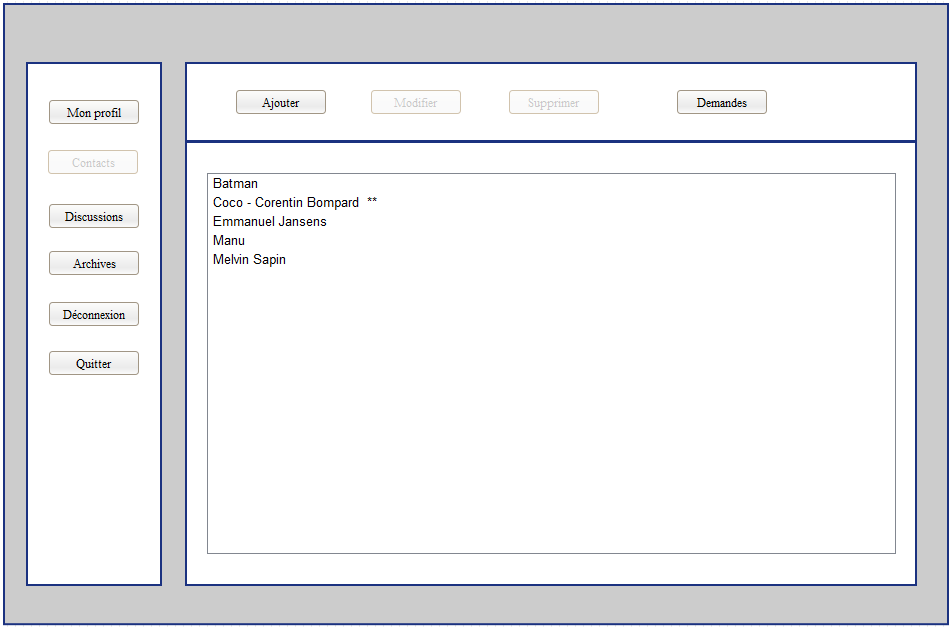 Mon profil
Contacts
Discussions
Archives
Déconnexion
Quitter
Ajouter Modifier Supprimer Demandes
Batman
Coco - Corentin Bompard **
Emmanuel Jansens
Manu
Melvin Sapin